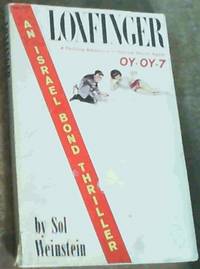 LOXFINGER
OY-OY-7
AN ISRAEL BOND THRILLER
by Sol
Weinstein